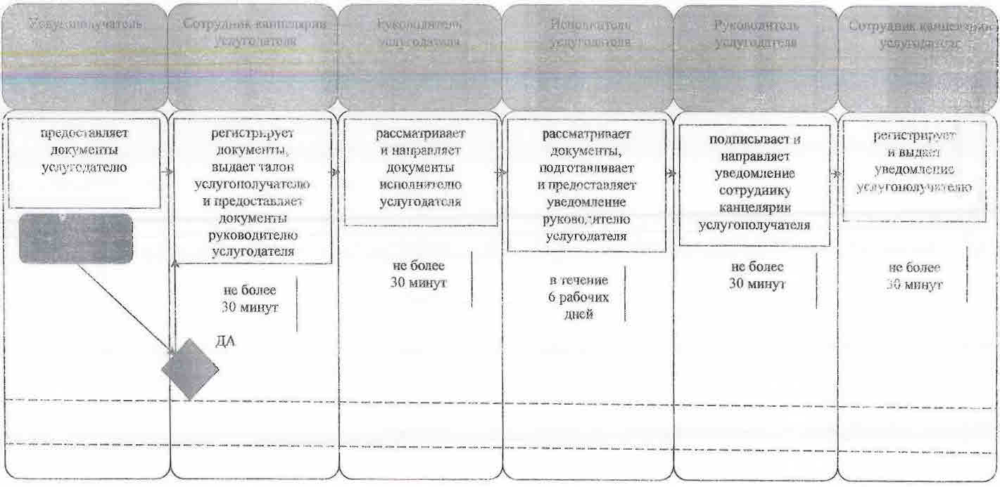 Услугополучатель
Сотрудник канцелярии
услугодателя
Руководитель
услугодателя
Исполнитель
услугодателя
Руководитель
услугодателя
Сотрудник канцелярии
услугодателя
предоставляет
документы
услугодателю
регистрирует
документы,
выдает талон
услугополучателю
и предоставляет
документы
руководителю
услугодателя
не более
30 минут
ДА
рассматривает
и направляет
документы
исполнителю
услугодателя
не более
30 минут
рассматривает
документы,
подготавливает
и предоставляет
уведомление
руководителю
услугодателя
в течение
6 рабочих
дней
подписывает и
направляет
уведомление
сотруднику
канцелярии
услугополучателя
не более
30 минут
регистрирует
и выдает
уведомление
услугополучателю
не более
30 минут